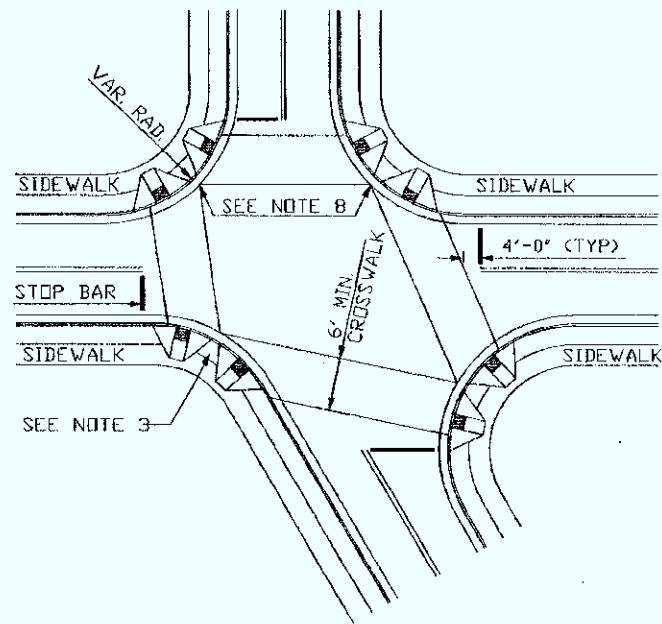 VAR. RAD.
SIDEWALK
SIDEWALK
SEE NOTE 8
4'-0" (TYP)
STOP BAR
6' MIN.
CROSSWALK
SIDEWALK
SIDEWALK
SEE NOTE 3